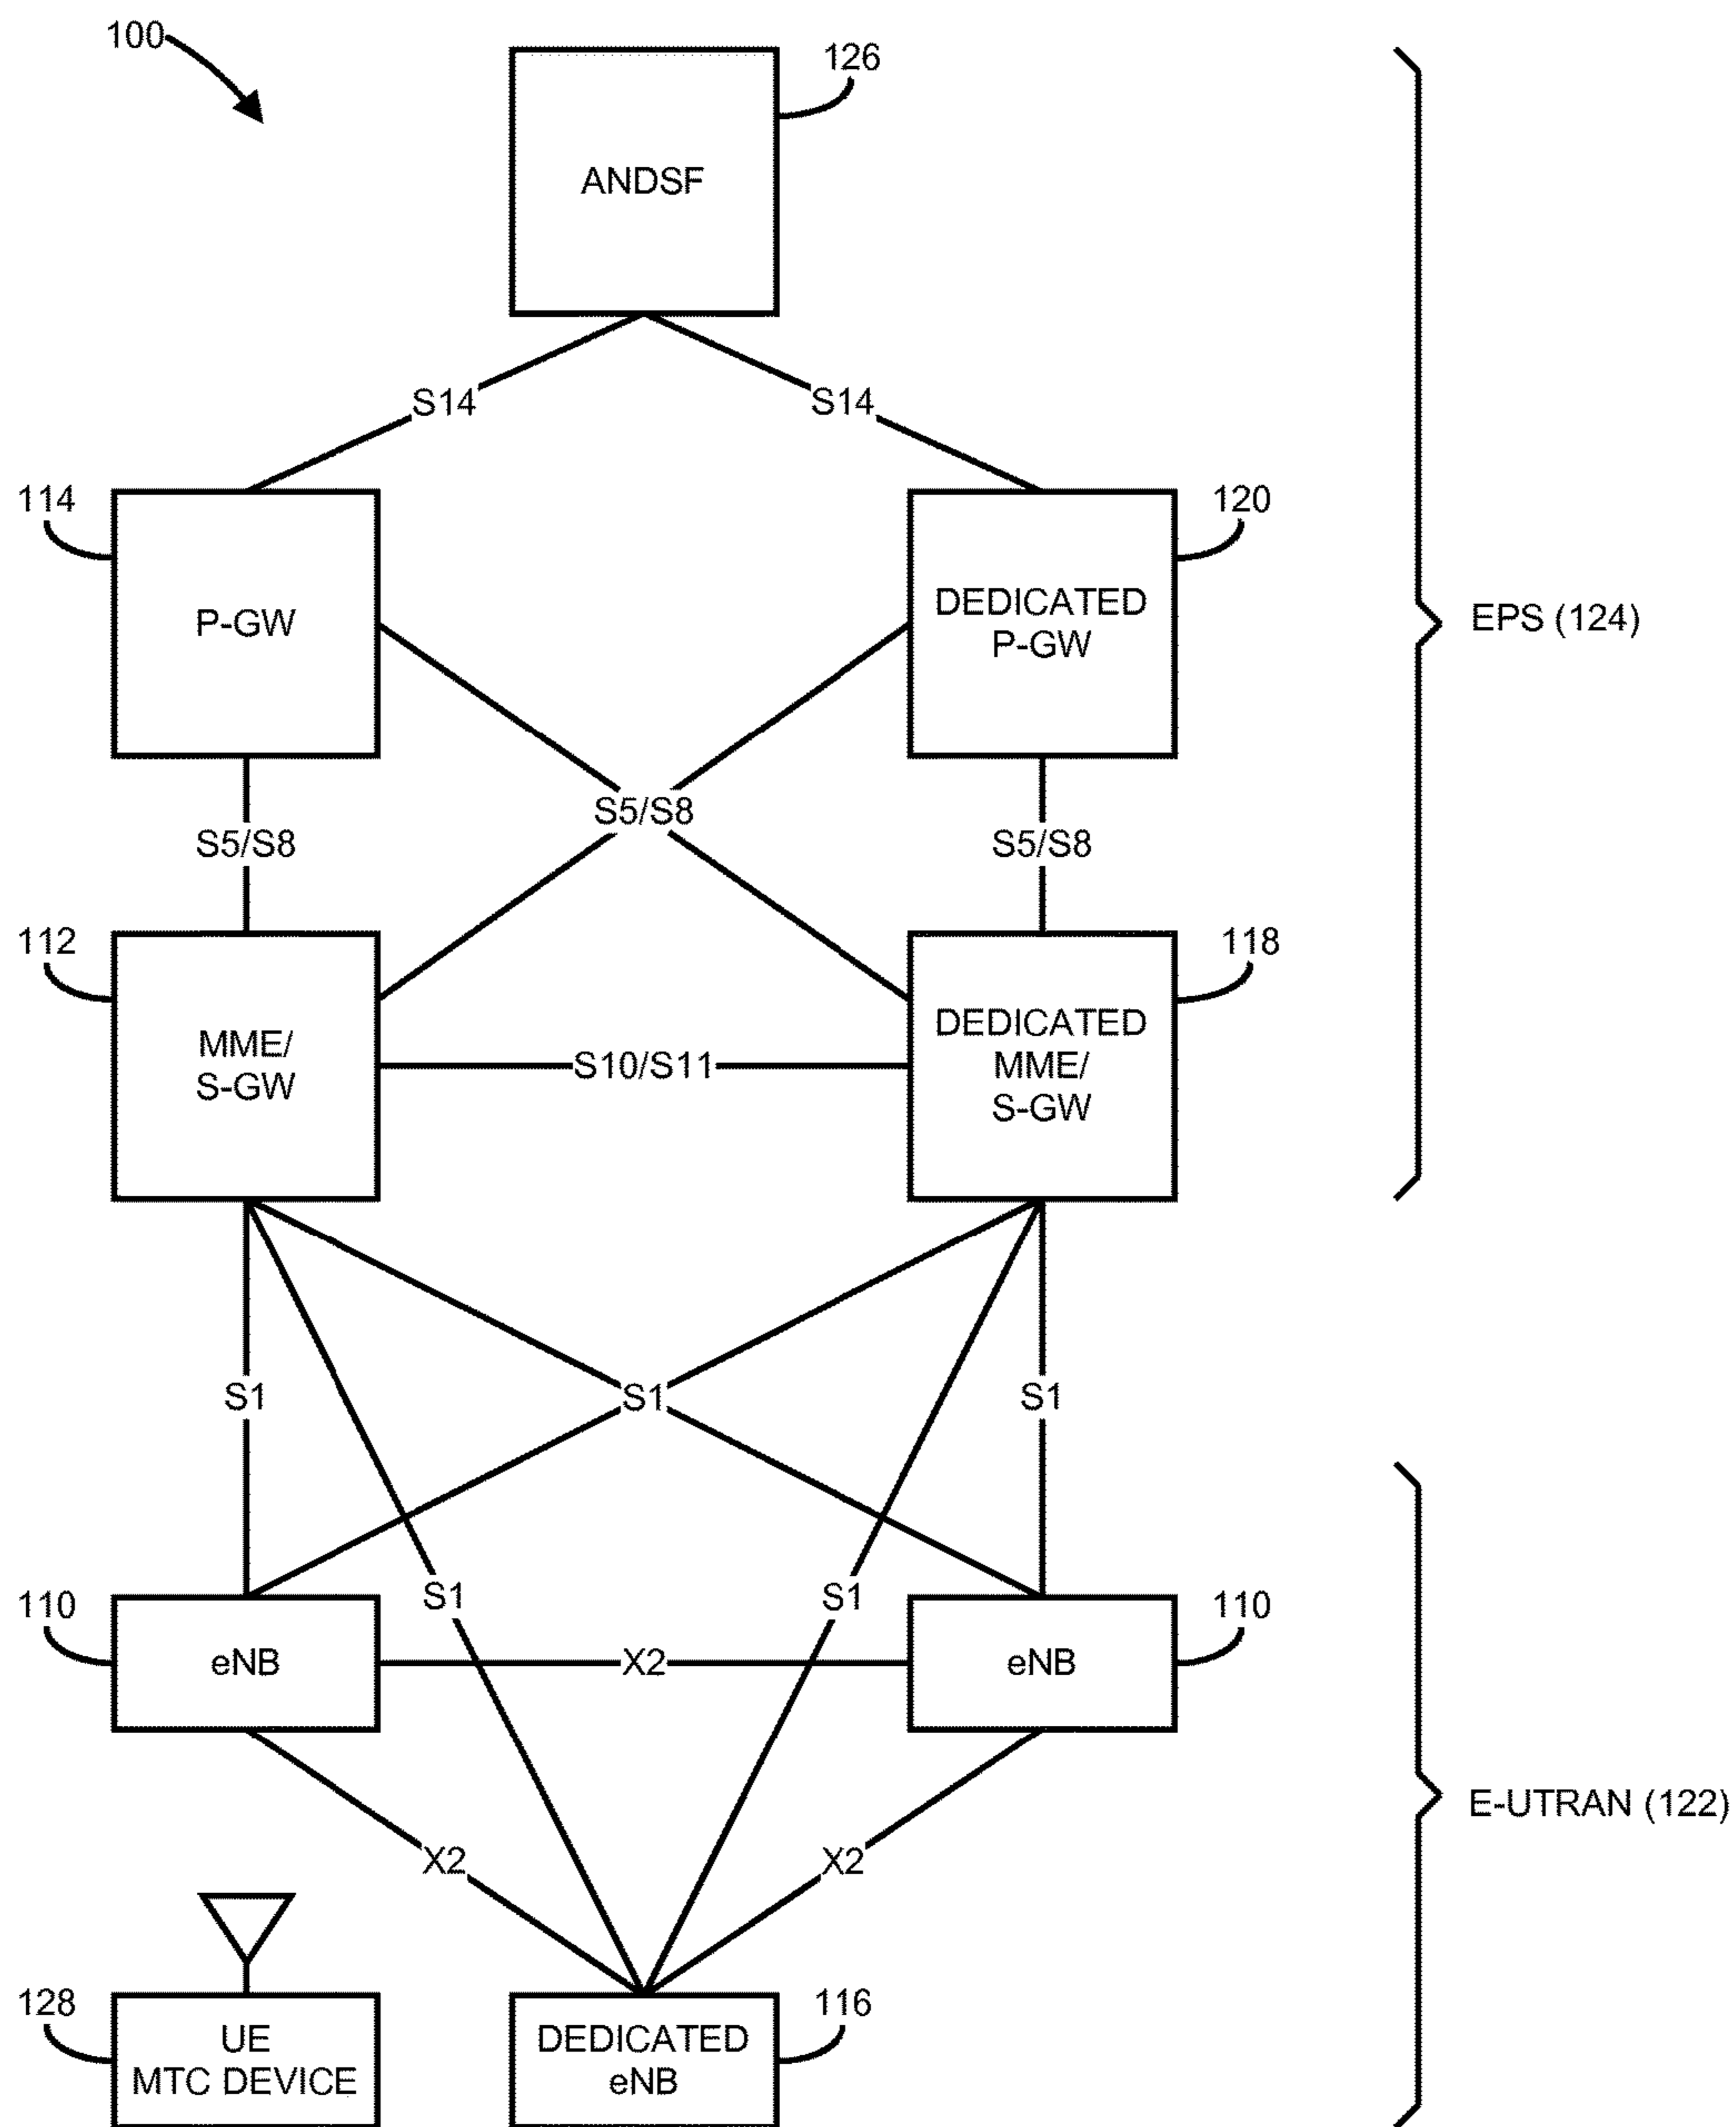 100
126
ANDSF
S14
S14
114
120
P-GW
DEDICATED
P-GW
EPS (124)
S5/S8
S5/S8
S5/S8
112
118
MME/
S-GW
S10/S11
DEDICATED
MME/
S-GW
S1
S1
S1
S1
S1
110
110
eNB
X2
eNB
E-UTRAN (122)
X2
X2
128
116
UE
MTC DEVICE
DEDICATED
eNB